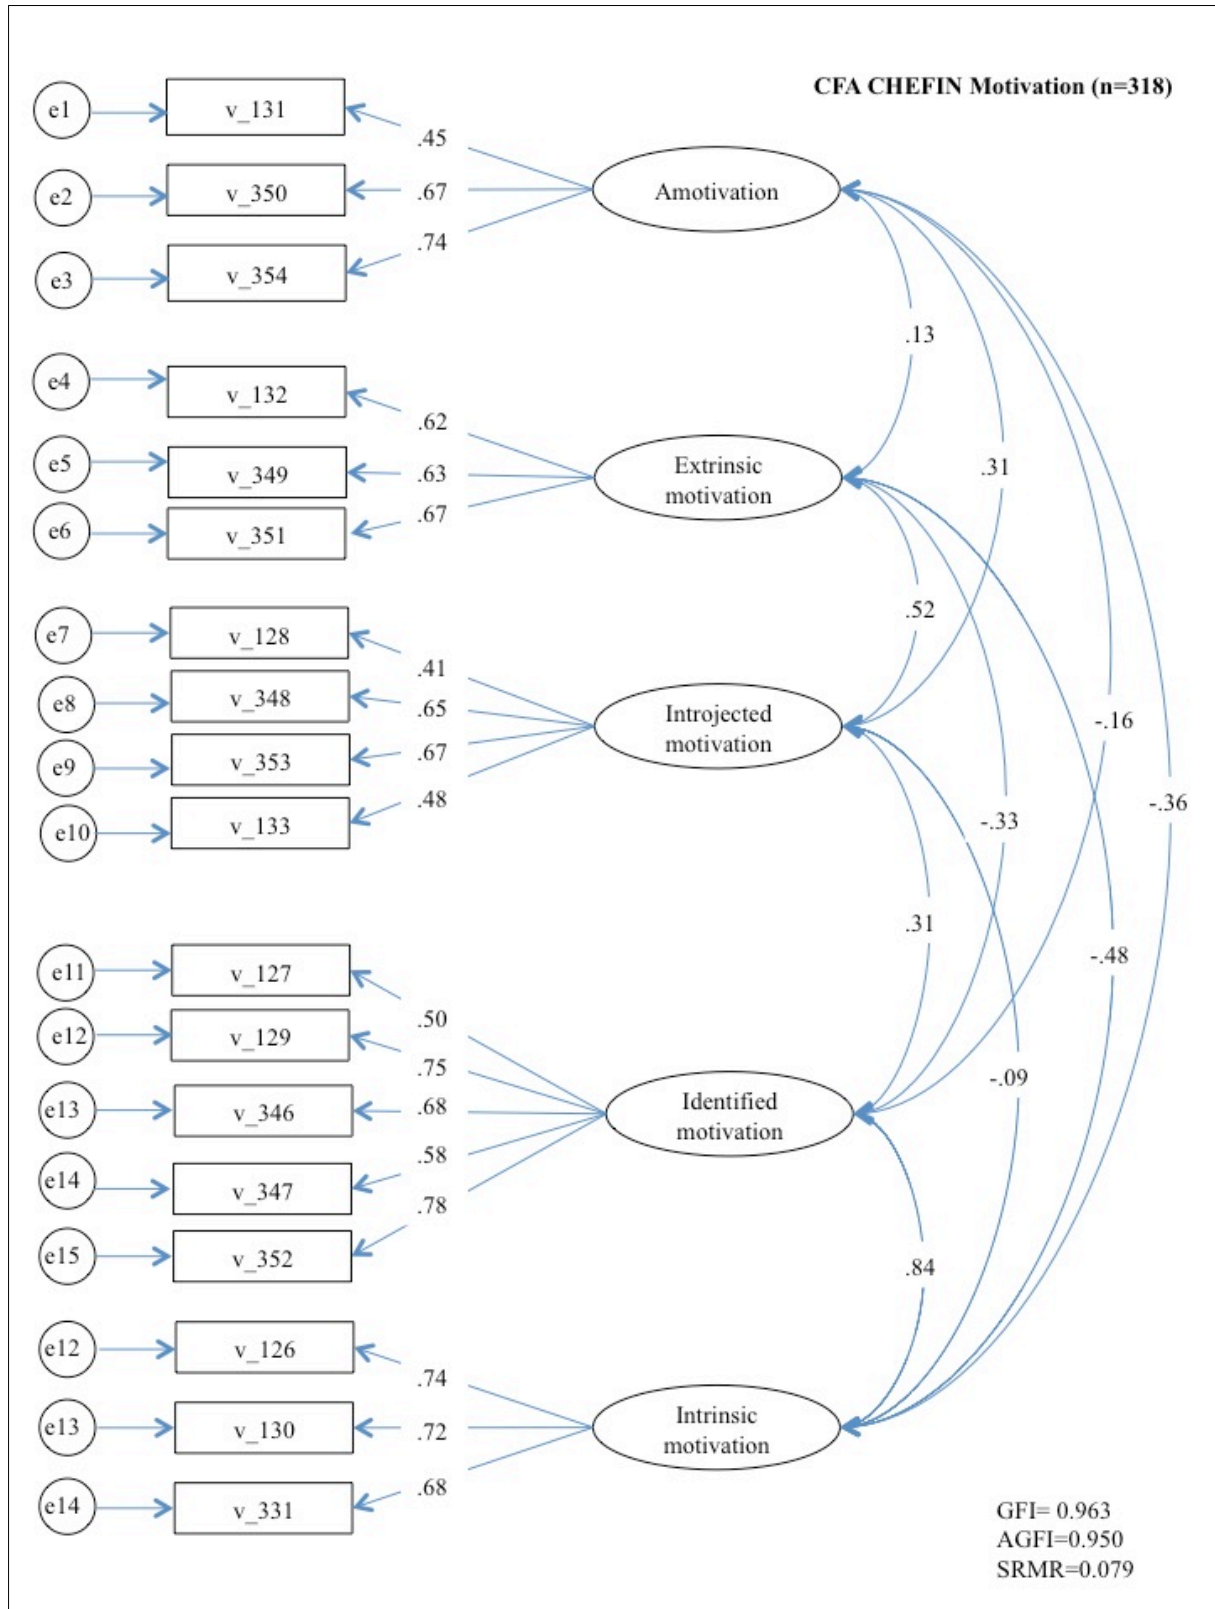 CFA CHEFIN Motivation (n=318)
e1
v_131
.45
e2
v_350
.67
Amotivation
e3
v_354
.74
.13
e4
v_132
.62
e5
v_349
.63
Extrinsic
motivation
.31
e6
v_351
.67
.52
e7
v_128
.41
e8
v_348
.65
Introjected
motivation
-.16
e9
v_353
.67
e10
v_133
.48
-.33
-.36
.31
-.48
e11
v_127
.50
e12
v_129
.75
-.09
e13
v_346
.68
Identified
motivation
e14
v_347
.58
e15
v_352
.78
.84
e12
v_126
.74
e13
v_130
.72
Intrinsic
motivation
e14
v_331
.68
GFI= 0.963
AGFI=0.950
SRMR=0.079